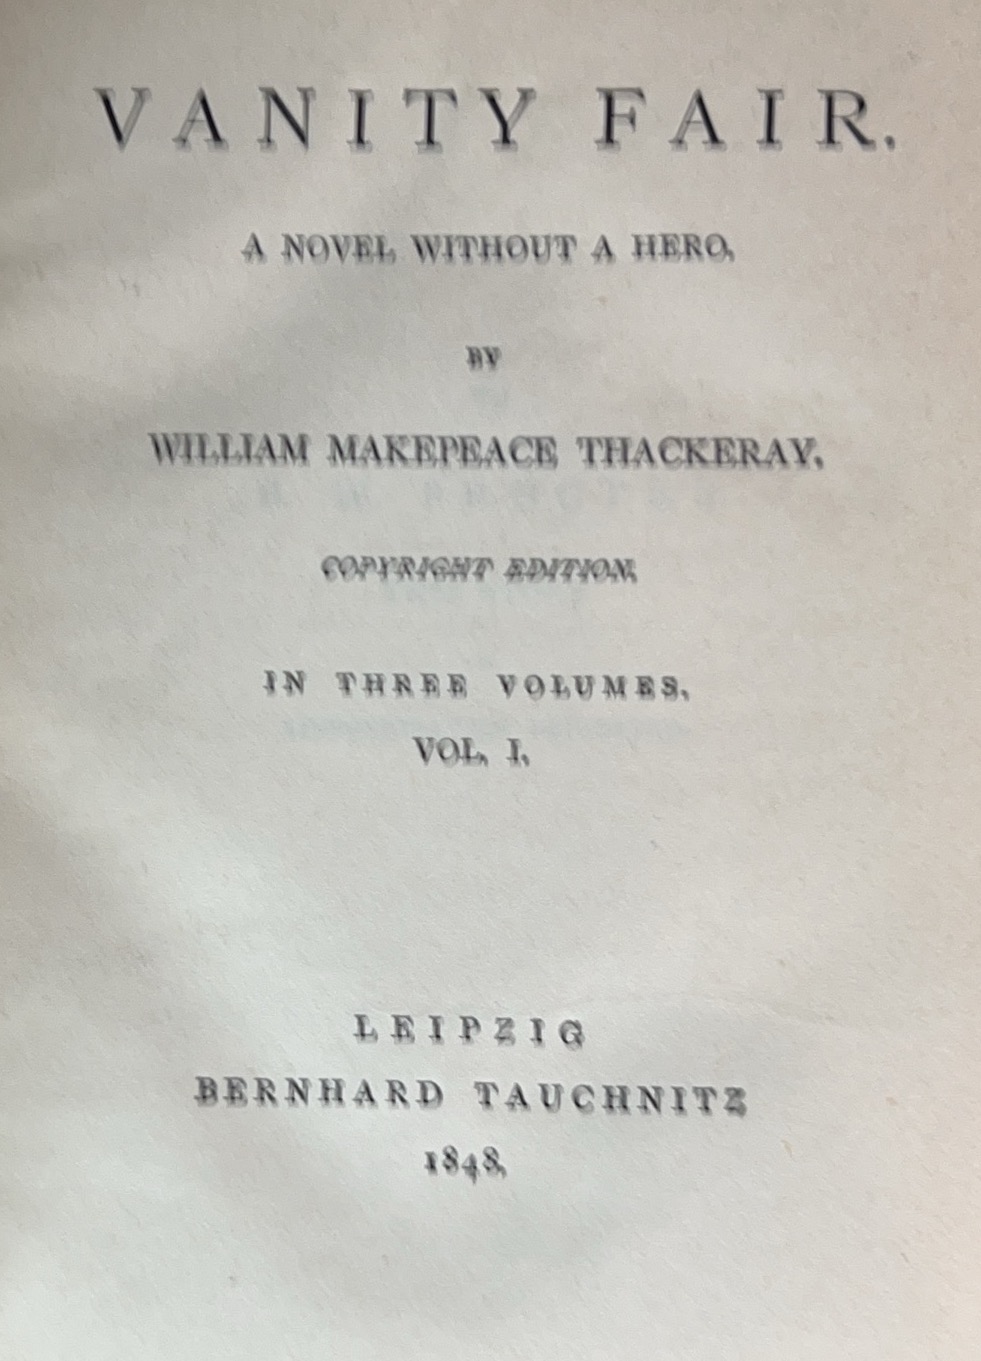 VANITY FAIR.
A NOVEL WITHOUT A HERO,
BY
WILLIAM MAKEPEACE THACKERAY.
COPYRIGHT EDITION.
IN THREE VOLUMES.
VOL. I.
LEIPZIG
BERNHARD TAUCHNITZ
1848.